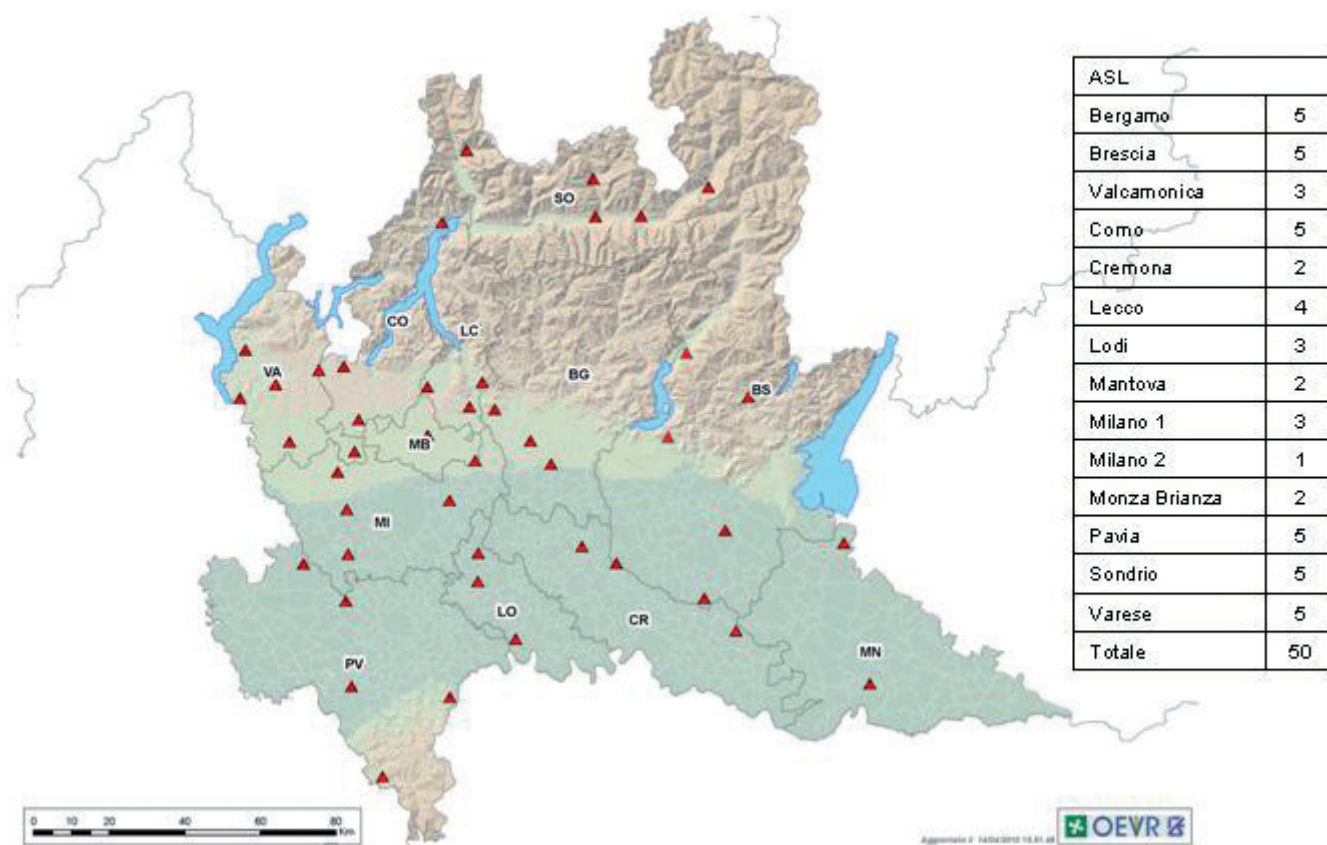 ASL
Bergamo 5
Brescia 5
Valcamonica 3
Como 5
Cremona 2
Lecco 4
Lodi 3
Mantova 2
Milano 1 3
Milano 2 1
Monza Brianza 2
Pavia 5
Sondrio 5
Varese 5
Totale 50
SO
CO
LC
VA
BG
BS
MB
MI
LO
CR
PV
MN
0 10 20 40 60 80
Km
OEVR